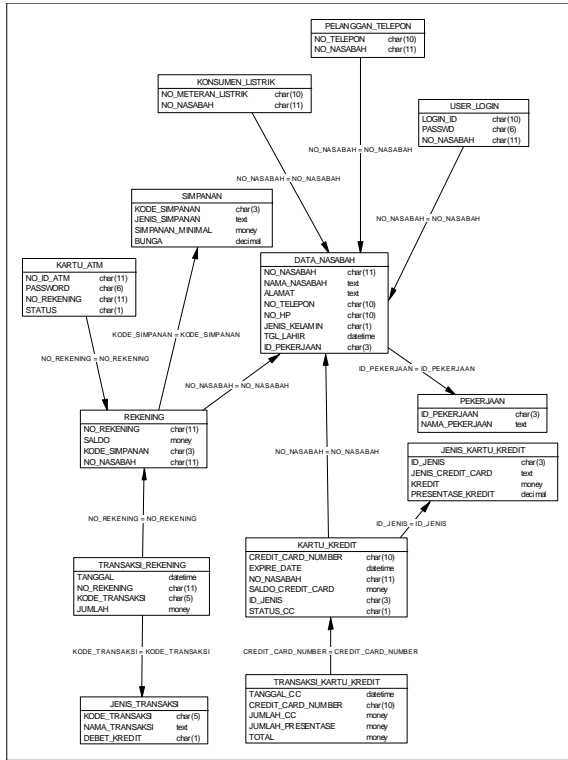 PELANGGAN_TELEPON
NO_TELEPON char(10)
NO_NASABAH char(11)
KONSUMEN_LISTRIK
NO_METERAN_LISTRIK char(10)
NO_NASABAH char(11)
USER_LOGIN
LOGIN_ID char(10)
PASSWD char(6)
NO_NASABAH char(11)
NO_NASABAH = NO_NASABAH
NO_NASABAH = NO_NASABAH
NO_NASABAH = NO_NASABAH
SIMPANAN
KODE_SIMPANAN char(3)
JENIS_SIMPANAN text
SIMPANAN_MINIMAL money
BUNGA decimal
DATA_NASABAH
NO_NASABAH char(11)
NAMA_NASABAH text
ALAMAT text
NO_TELEPON char(10)
NO_HP char(10)
JENIS_KELAMIN char(1)
TGL_LAHIR datetime
ID_PEKERJAAN char(3)
KARTU_ATM
NO_ID_ATM char(11)
PASSWORD char(6)
NO_REKENING char(11)
STATUS char(1)
KODE_SIMPANAN = KODE_SIMPANAN
NO_REKENING = NO_REKENING
NO_NASABAH = NO_NASABAH
ID_PEKERJAAN = ID_PEKERJAAN
PEKERJAAN
ID_PEKERJAAN char(3)
NAMA_PEKERJAAN text
REKENING
NO_REKENING char(11)
SALDO money
KODE_SIMPANAN char(3)
NO_NASABAH char(11)
NO_NASABAH = NO_NASABAH
JENIS_KARTU_KREDIT
ID_JENIS char(3)
JENIS_CREDIT_CARD text
KREDIT money
PRESENTASE_KREDIT decimal
NO_REKENING = NO_REKENING
ID_JENIS = ID_JENIS
KARTU_KREDIT
CREDIT_CARD_NUMBER char(10)
EXPIRE_DATE datetime
NO_NASABAH char(11)
SALDO_CREDIT_CARD money
ID_JENIS char(3)
STATUS_CC char(1)
TRANSAKSI_REKENING
TANGGAL datetime
NO_REKENING char(11)
KODE_TRANSAKSI char(5)
JUMLAH money
KODE_TRANSAKSI = KODE_TRANSAKSI
CREDIT_CARD_NUMBER = CREDIT_CARD_NUMBER
TRANSAKSI_KARTU_KREDIT
TANGGAL_CC datetime
CREDIT_CARD_NUMBER char(10)
JUMLAH_CC money
JUMLAH_PRESENTASE money
TOTAL money
JENIS_TRANSAKSI
KODE_TRANSAKSI char(5)
NAMA_TRANSAKSI text
DEBET_KREDIT char(1)